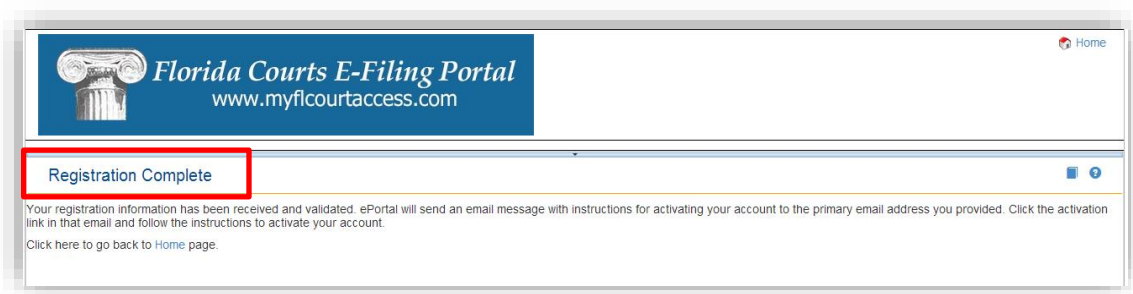 Home
Florida Courts E-Filing Portal
www.myflcourtaccess.com
Registration Complete
Your registration information has been received and validated. ePortal will send an email message with instructions for activating your account to the primary email address you provided. Click the activation
link in that email and follow the instructions to activate your account.
Click here to go back to Home page.